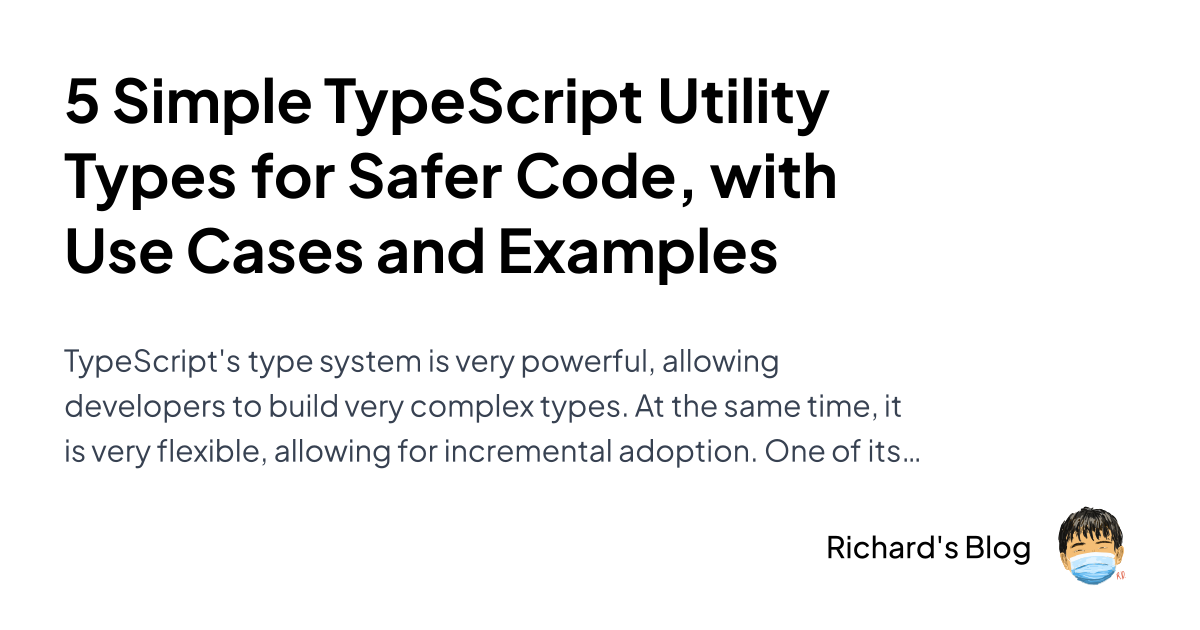 5 Simple TypeScript Utility
Types for Safer Code, with
Use Cases and Examples
TypeScript's type system is very powerful, allowing
developers to build very complex types. At the same time, it
is very flexible, allowing for incremental adoption. One of its...
Richard's Blog